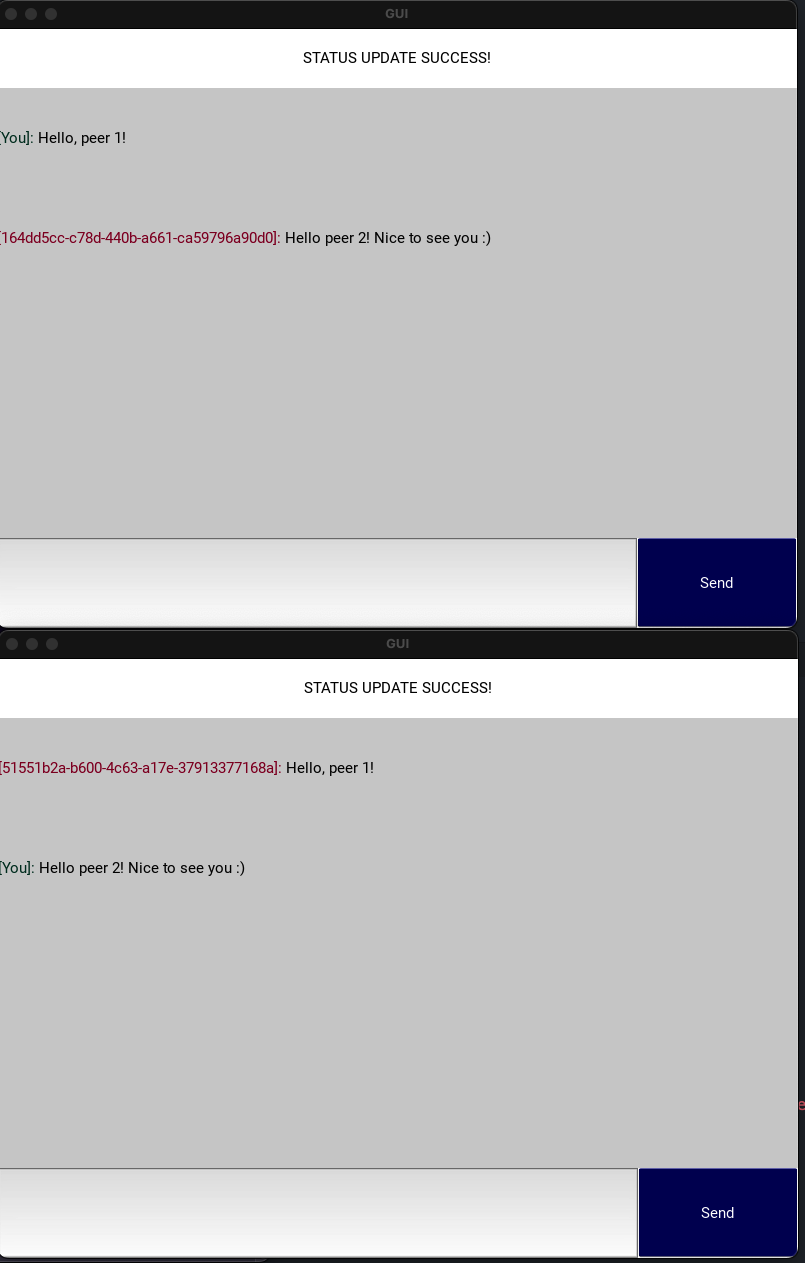 GUI
STATUS UPDATE SUCCESS!
[You]: Hello, peer 1!
[164dd5cc-c78d-440b-a661-ca59796a90d0]: Hello peer 2! Nice to see you :)
Send
GUI
STATUS UPDATE SUCCESS!
[51551b2a-b600-4c63-a17e-37913377168a]: Hello, peer 1!
[You]: Hello peer 2! Nice to see you :)
e
Send